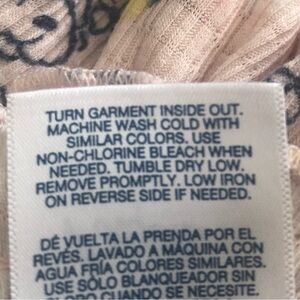 TURN GARMENT INSIDE OUT.
MACHINE WASH COLD WITH
SIMILAR COLORS. USE
NON-CHLORINE BLEACH WHEN
NEEDED. TUMBLE DRY LOW.
REMOVE PROMPTLY. LOW IRON
ON REVERSE SIDE IF NEEDED.
DÉ VUELTA LA PRENDA POR EL
REVÉS. LAVADO A MÁQUINA CON
AGUA FRÍA COLORES SIMILARES.
USE SÓLO BLANQUEADOR SIN
CLORO CUANDO SE NECESITE.